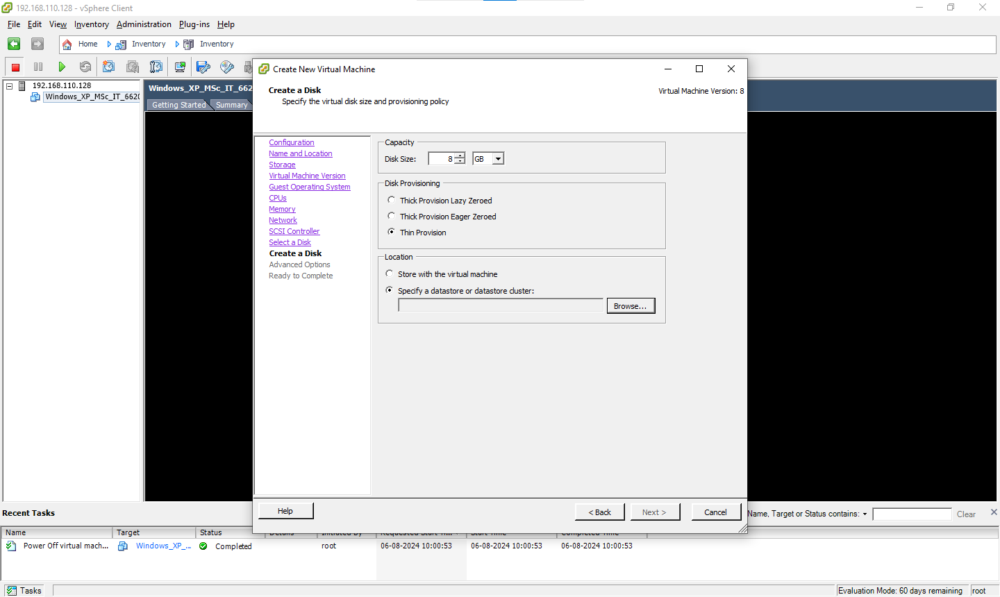 192.168.110.128 - vSphere Client
File Edit View Inventory Administration Plug-ins Help
Home Inventory Inventory
192.168.110.128
Windows_XP_MSc_IT_6620
Windows_XP_MSc_IT_662
Getting Started Summary
Create New Virtual Machine
Create a Disk
Specify the virtual disk size and provisioning policy
Virtual Machine Version: 8
Configuration
Name and Location
Storage
Virtual Machine Version
Guest Operating System
CPUs
Memory
Network
SCSI Controller
Select a Disk
Create a Disk
Advanced Options
Ready to Complete
Capacity
Disk Size: 8 GB
Disk Provisioning
Thick Provision Lazy Zeroed
Thick Provision Eager Zeroed
Thin Provision
Location
Store with the virtual machine
Specify a datastore or datastore cluster:
Browse...
Help < Back Next > Cancel
Recent Tasks
Name, Target or Status contains: Clear
Name Target Status Details Initiated by Requested Start Ti... Start Time Completed Time
Power Off virtual mach... Windows_XP_... Completed root 06-08-2024 10:00:53 06-08-2024 10:00:53 06-08-2024 10:00:53
Tasks Evaluation Mode: 60 days remaining root